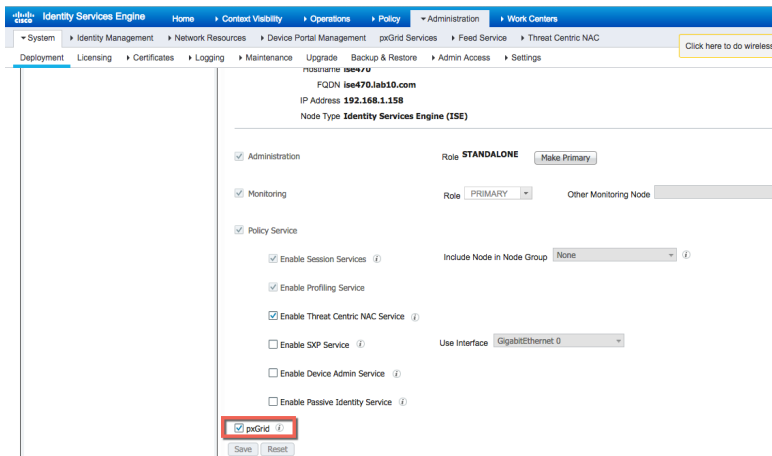 cisco Identity Services Engine Home Context Visibility Operations Policy Administration Work Centers
System Identity Management Network Resources Device Portal Management pxGrid Services Feed Service Threat Centric NAC
Click here to do wireless
Deployment Licensing Certificates Logging Maintenance Upgrade Backup & Restore Admin Access Settings
Hostname ise470
FQDN ise470.lab10.com
IP Address 192.168.1.158
Node Type Identity Services Engine (ISE)
Administration Role STANDALONE Make Primary
Monitoring Role PRIMARY Other Monitoring Node
Policy Service
Enable Session Services Include Node in Node Group None
Enable Profiling Service
Enable Threat Centric NAC Service
Enable SXP Service Use Interface GigabitEthernet 0
Enable Device Admin Service
Enable Passive Identity Service
pxGrid
Save Reset